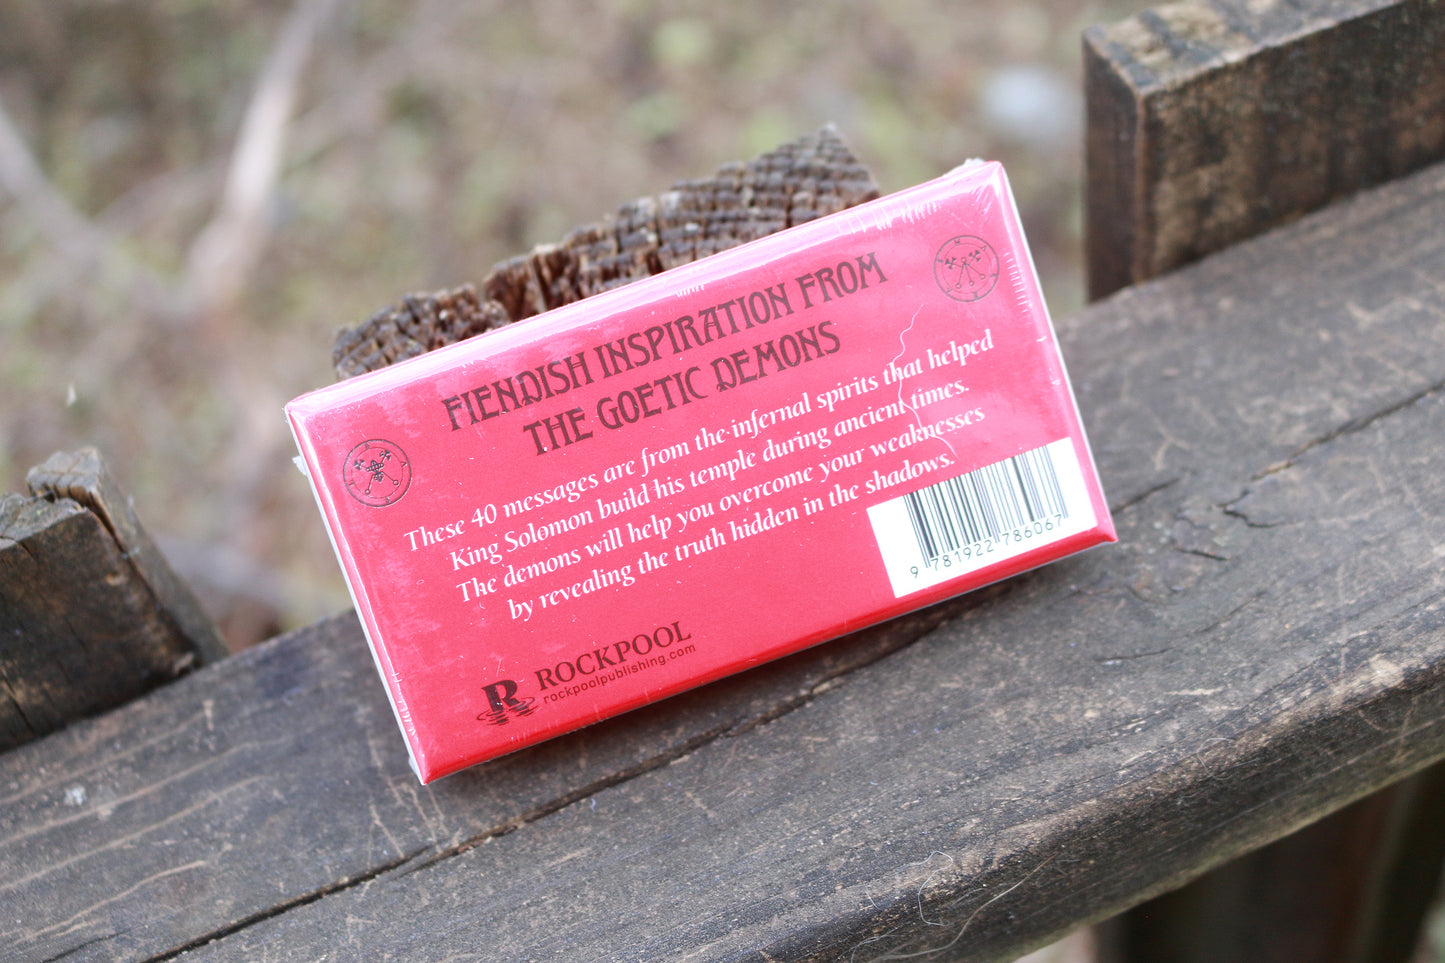 FIENDISH INSPIRATION FROM
THE GOETIC DEMONS
These 40 messages are from the infernal spirits that helped
King Solomon build his temple during ancient times.
The demons will help you overcome your weaknesses
by revealing the truth hidden in the shadows.
9 781922 786067
R ROCKPOOL
rockpoolpublishing.com